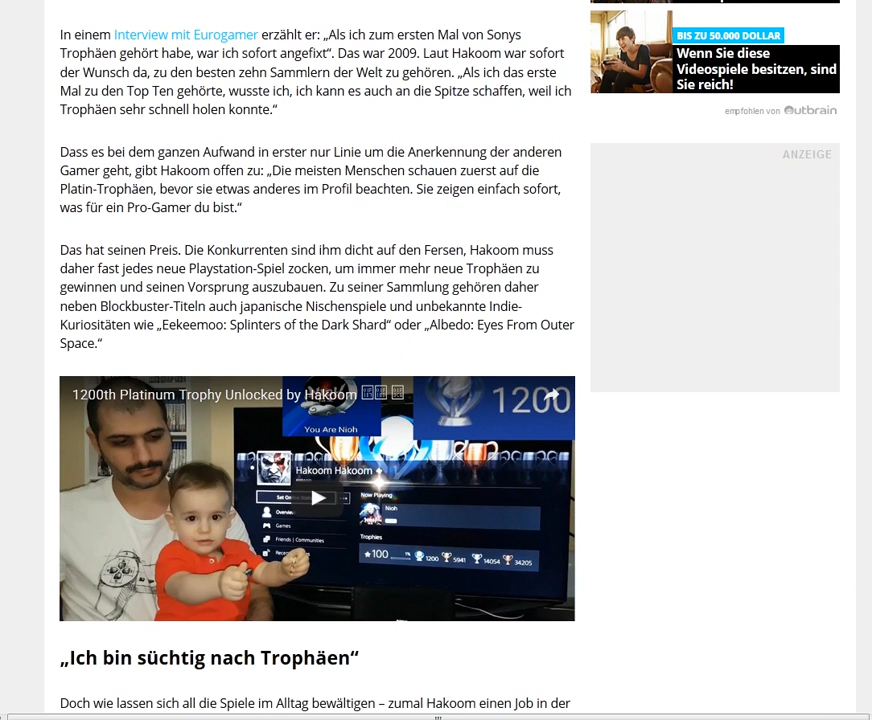 In einem Interview mit Eurogamer erzählt er: „Als ich zum ersten Mal von Sonys
Trophäen gehört habe, war ich sofort angefixt“. Das war 2009. Laut Hakoom war sofort
der Wunsch da, zu den besten zehn Sammlern der Welt zu gehören. „Als ich das erste
Mal zu den Top Ten gehörte, wusste ich, ich kann es auch an die Spitze schaffen, weil ich
Trophäen sehr schnell holen konnte.“
Dass es bei dem ganzen Aufwand in erster nur Linie um die Anerkennung der anderen
Gamer geht, gibt Hakoom offen zu: „Die meisten Menschen schauen zuerst auf die
Platin-Trophäen, bevor sie etwas anderes im Profil beachten. Sie zeigen einfach sofort,
was für ein Pro-Gamer du bist.“
Das hat seinen Preis. Die Konkurrenten sind ihm dicht auf den Fersen, Hakoom muss
daher fast jedes neue Playstation-Spiel zocken, um immer mehr neue Trophäen zu
gewinnen und seinen Vorsprung auszubauen. Zu seiner Sammlung gehören daher
neben Blockbuster-Titeln auch japanische Nischenspiele und unbekannte Indie-
Kuriositäten wie „Eekeemoo: Splinters of the Dark Shard“ oder „Albedo: Eyes From Outer
Space.“
1200th Platinum Trophy Unlocked by Hakoom
1200
You Are Nioh
Hakoom Hakoom
Set On
Now Playing
Overview
Nioh
Games
Friends | Communities
Trophies
100
1%
1200
5941
14054
34205
„Ich bin süchtig nach Trophäen“
Doch wie lassen sich all die Spiele im Alltag bewältigen – zumal Hakoom einen Job in der
BIS ZU 50.000 DOLLAR
Wenn Sie diese
Videospiele besitzen, sind
Sie reich!
empfohlen von Outbrain
ANZEIGE